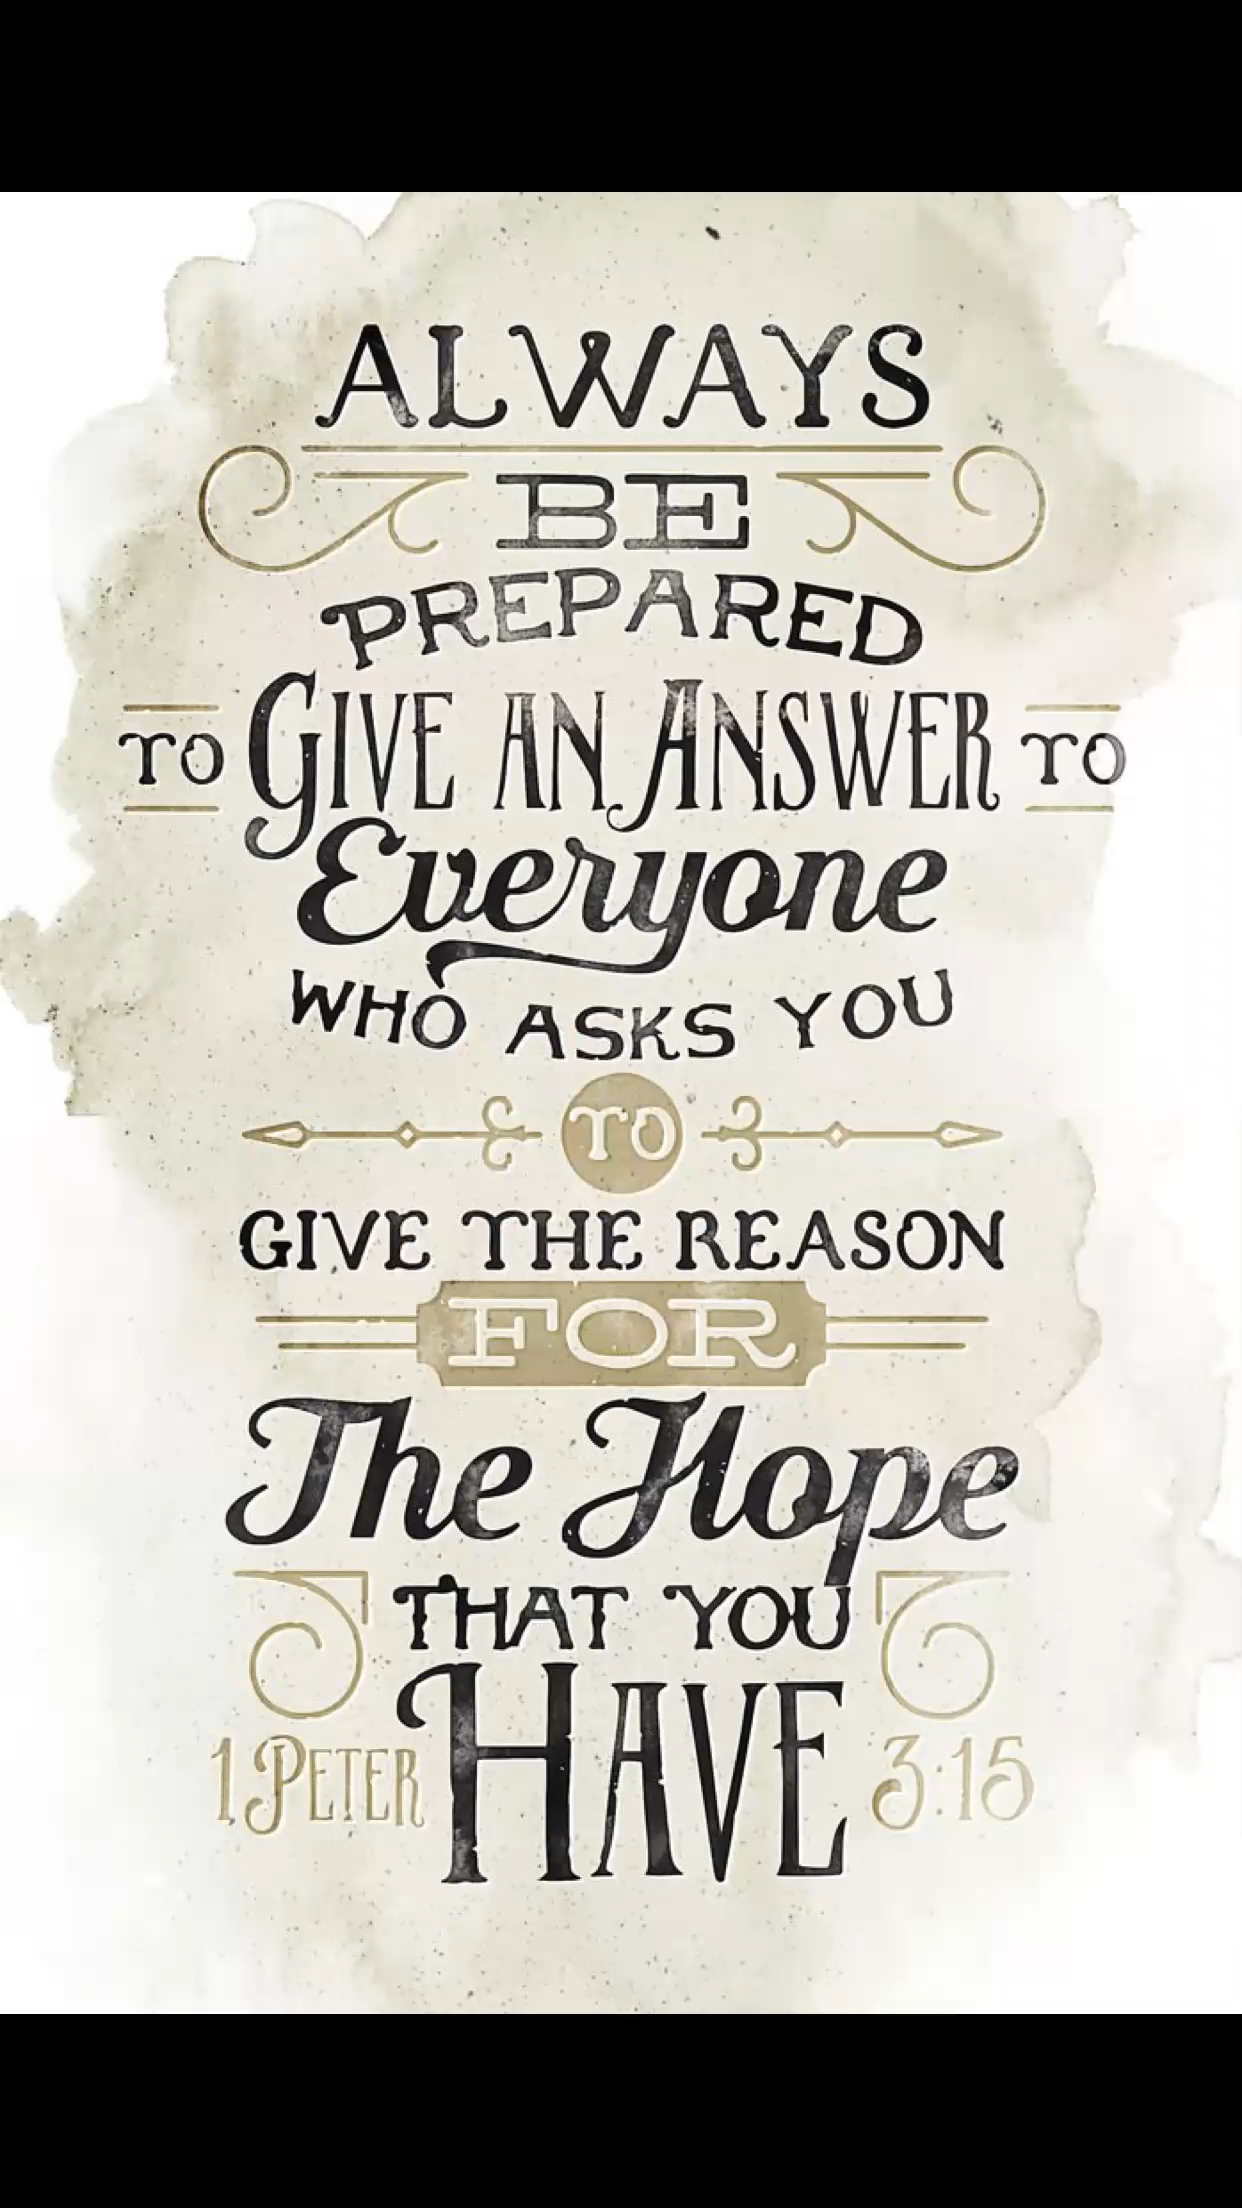 ALWAYS
BE
PREPARED
TO GIVE AN ANSWER TO
Everyone
WHO ASKS YOU
TO
GIVE THE REASON
FOR
The Hope
THAT YOU
HAVE
1 PETER 3:15